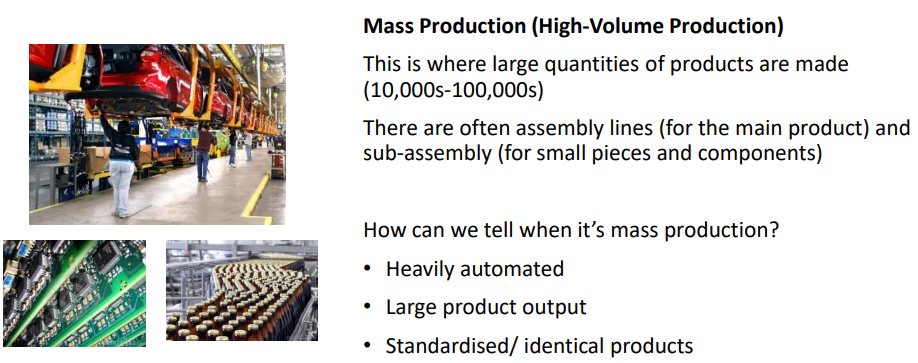 Mass Production (High-Volume Production)
This is where large quantities of products are made
(10,000s-100,000s)
There are often assembly lines (for the main product) and
sub-assembly (for small pieces and components)
How can we tell when it’s mass production?
• Heavily automated
• Large product output
• Standardised/ identical products